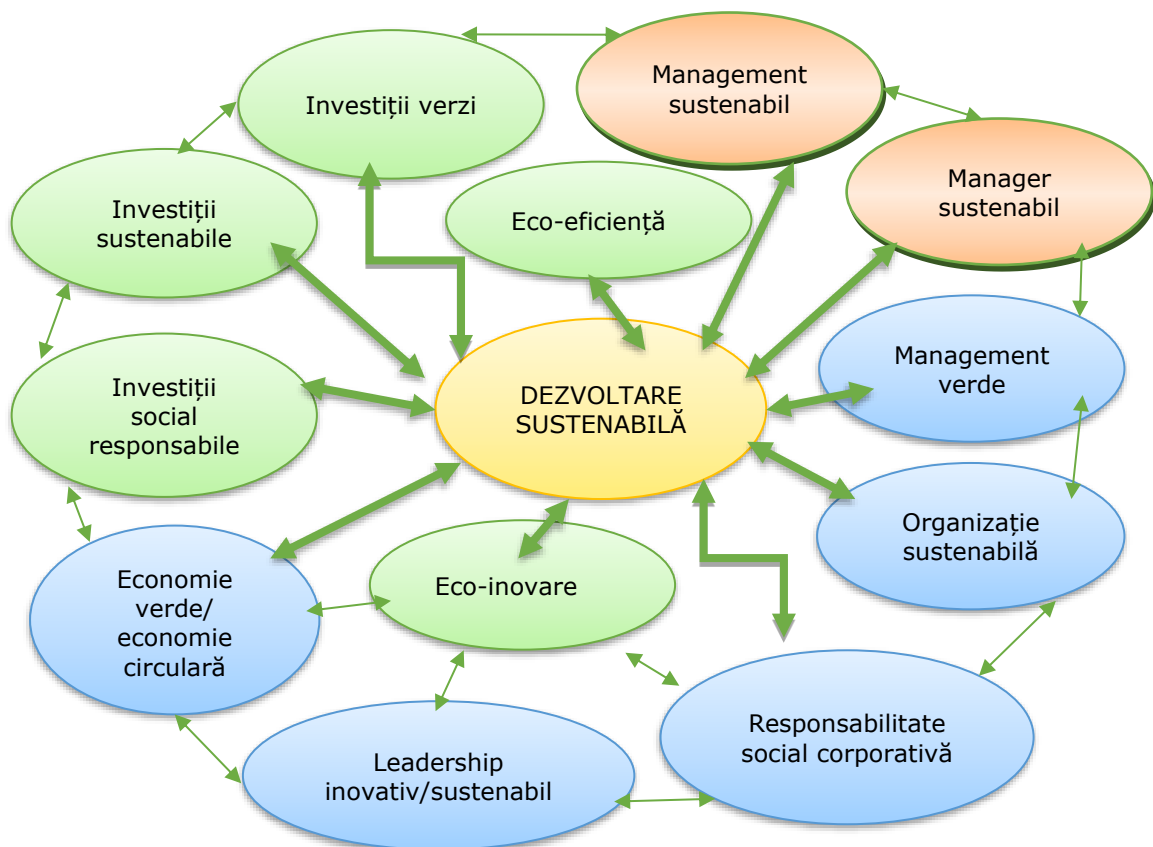 Investiții verzi
Management
sustenabil
Manager
sustenabil
Investiții
sustenabile
Eco-eficiență
Management
verde
Investiții
social
responsabile
DEZVOLTARE
SUSTENABILĂ
Organizație
sustenabilă
Economie
verde/
economie
circulară
Eco-inovare
Responsabilitate
social corporativă
Leadership
inovativ/sustenabil